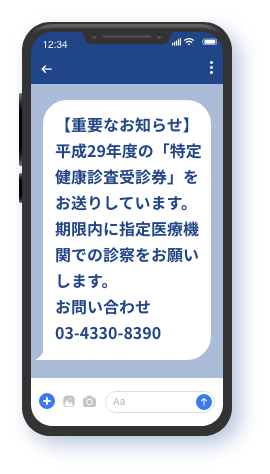 12:34
【重要なお知らせ】
平成29年度の「特定
健康診査受診券」を
お送りしています。
期限内に指定医療機
関での診察をお願い
します。
お問い合わせ
03-4330-8390
Aa